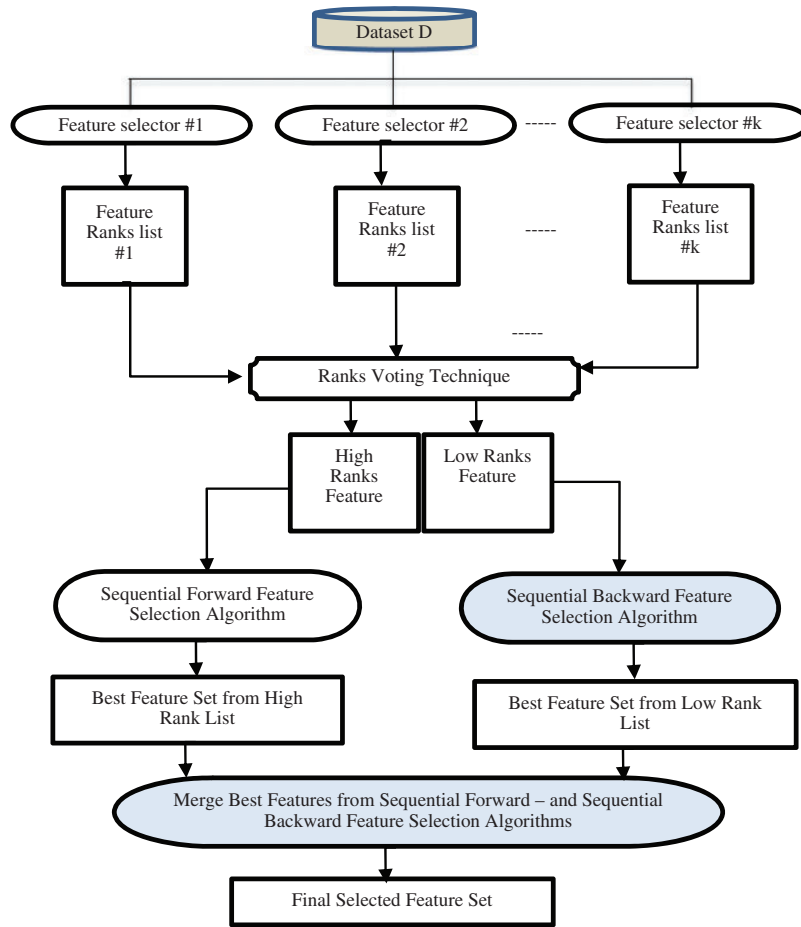 Dataset D
Feature selector #1
Feature selector #2
-----
Feature selector #k
Feature
Ranks list
#1
Feature
Ranks list
#2
-----
Feature
Ranks list
#k
-----
Ranks Voting Technique
High
Ranks
Feature
Low Ranks
Feature
Sequential Forward Feature
Selection Algorithm
Sequential Backward Feature
Selection Algorithm
Best Feature Set from High
Rank List
Best Feature Set from Low Rank
List
Merge Best Features from Sequential Forward – and Sequential
Backward Feature Selection Algorithms
Final Selected Feature Set